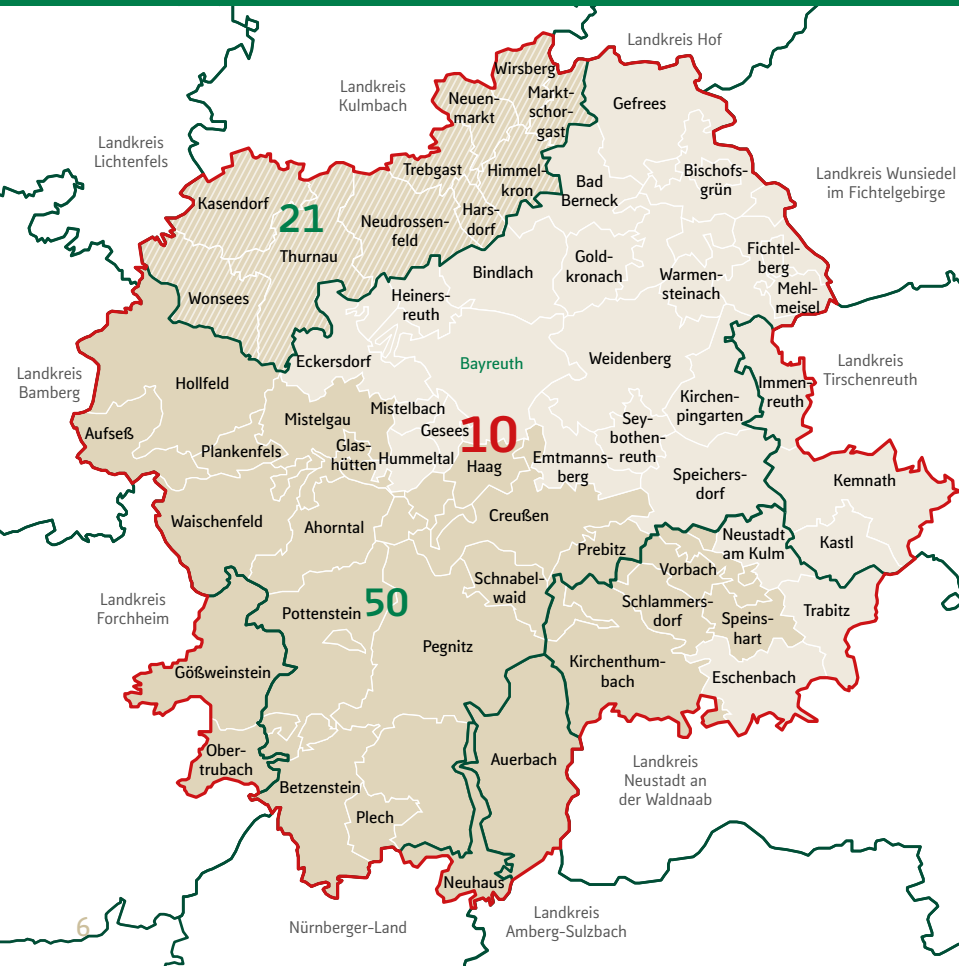 Landkreis Hof
Landkreis
Kulmbach
Wirsberg
Neuen-
markt
Markt-
schor-
gast
Gefrees
Landkreis
Lichtenfels
Trebgast
Himmel-
kron
Bad
Berneck
Bischofs-
grün
Landkreis Wunsiedel
im Fichtelgebirge
Kasendorf
21
Neudrossen-
feld
Hars-
dorf
Thurnau
Bindlach
Gold-
kronach
Warmen-
steinach
Fichtel-
berg
Mehl-
meisel
Wonsees
Heiners-
reuth
Eckersdorf
Bayreuth
Weidenberg
Landkreis
Bamberg
Hollfeld
Immen-
reuth
Landkreis
Tirschenreuth
Aufseß
Mistelgau
Mistelbach
Gesees
10
Kirchen-
pingarten
Plankenfels
Glas-
hütten
Hummeltal
Haag
Emtmanns-
berg
Sey-
bothen-
reuth
Speichers-
dorf
Kemnath
Waischenfeld
Ahorntal
Creußen
Prebitz
Neustadt
am Kulm
Kastl
Landkreis
Forchheim
Pottenstein
50
Schnabel-
waid
Vorbach
Schlammers-
dorf
Speins-
hart
Trabitz
Pegnitz
Gößweinstein
Kirchenthum-
bach
Eschenbach
Ober-
trubach
Betzenstein
Auerbach
Landkreis
Neustadt an
der Waldnaab
Plech
Neuhaus
6
Nürnberger-Land
Landkreis
Amberg-Sulzbach